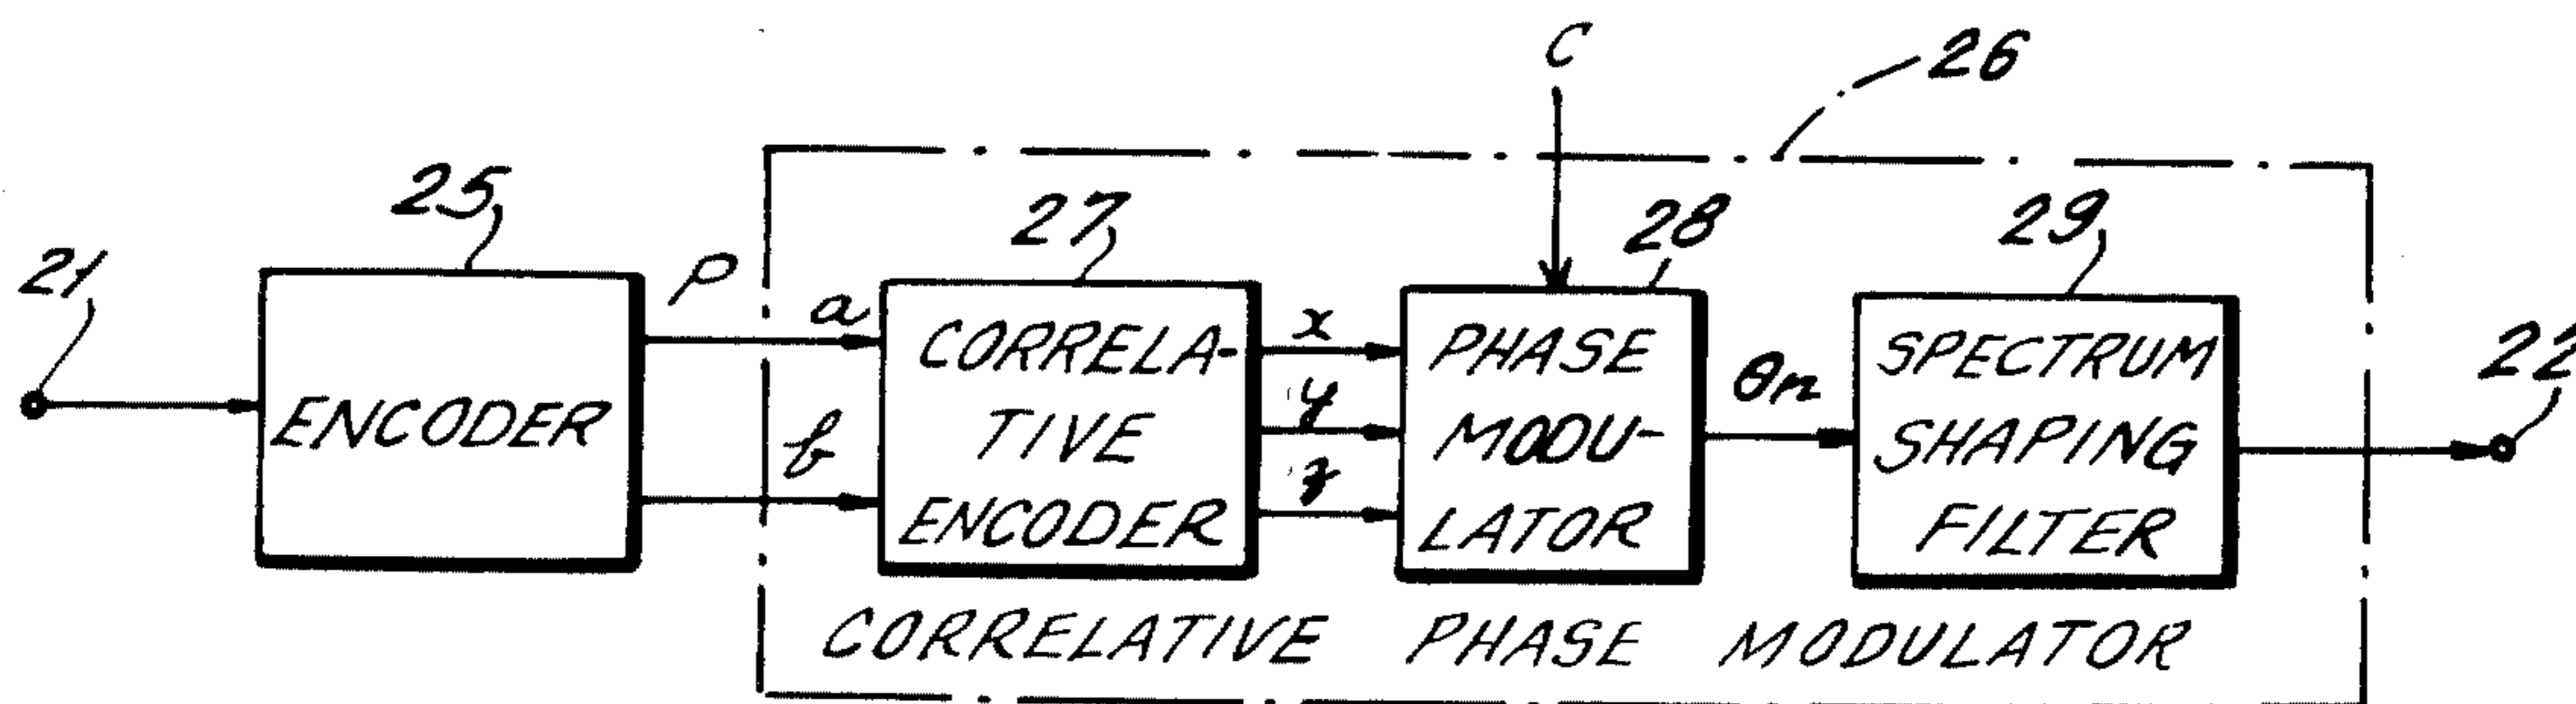 C
26
25
27
28
29
21
P
a
x
22
CORRELA-
PHASE
SPECTRUM
θn
ENCODER
b
y
TIVE
MODU-
SHAPING
z
ENCODER
LATOR
FILTER
CORRELATIVE PHASE MODULATOR